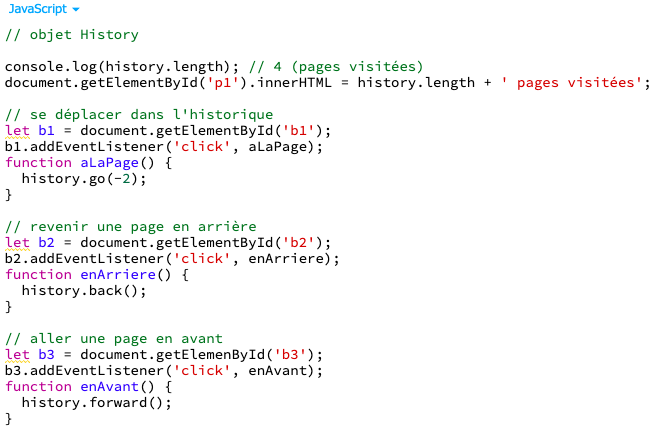 JavaScript
// objet History
console.log(history.length); // 4 (pages visitées)
document.getElementById('p1').innerHTML = history.length + ' pages visitées';
// se déplacer dans l'historique
let b1 = document.getElementById('b1');
b1.addEventListener('click', aLaPage);
function aLaPage() {
  history.go(-2);
}
// revenir une page en arrière
let b2 = document.getElementById('b2');
b2.addEventListener('click', enArriere);
function enArriere() {
  history.back();
}
// aller une page en avant
let b3 = document.getElemenById('b3');
b3.addEventListener('click', enAvant);
function enAvant() {
  history.forward();
}